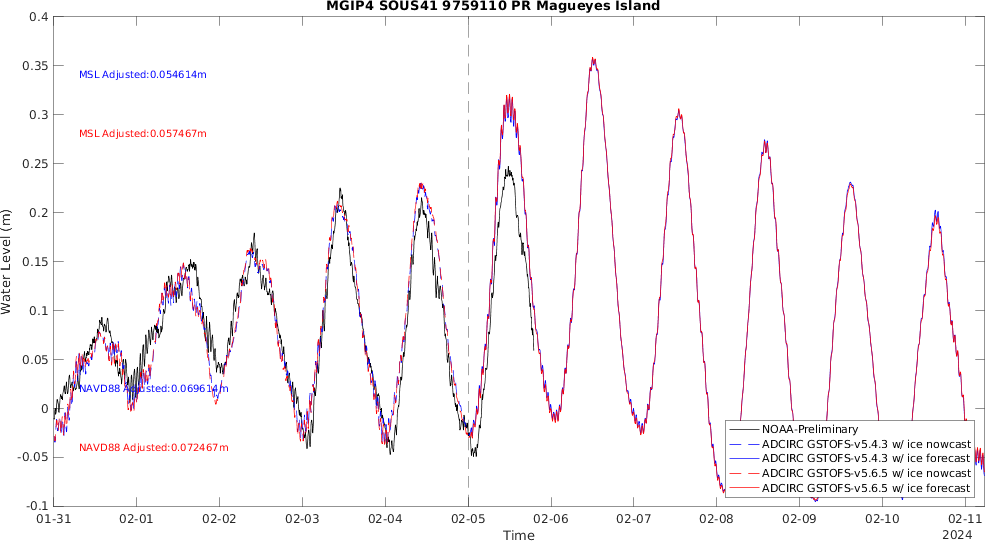 MGIP4 SOUS41 9759110 PR Magueyes Island
0.4
0.35
0.3
0.25
0.2
0.15
0.1
0.05
0
-0.05
-0.1
Water Level (m)
MSL Adjusted:0.054614m
MSL Adjusted:0.057467m
NAVD88 Adjusted:0.069614m
NAVD88 Adjusted:0.072467m
NOAA-Preliminary
ADCIRC GSTOFS-v5.4.3 w/ ice nowcast
ADCIRC GSTOFS-v5.4.3 w/ ice forecast
ADCIRC GSTOFS-v5.6.5 w/ ice nowcast
ADCIRC GSTOFS-v5.6.5 w/ ice forecast
01-31 02-01 02-02 02-03 02-04 02-05 02-06 02-07 02-08 02-09 02-10 02-11
Time
2024